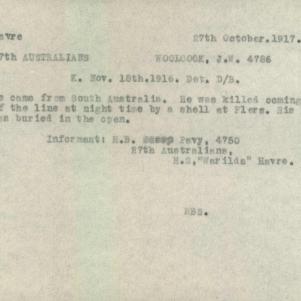 avre 27th October.1917.
7th AUSTRALIANS WOOLCOCK, J.W. 4786
K. Nov. 18th.1916. Det. D/B.
came from South Australia. He was killed coming
f the line at night time by a shell at Flers. His
s buried in the open.
Informant: H.B. Pavy, 4750
27th Australians,
H.S,"Warilda" Havre.